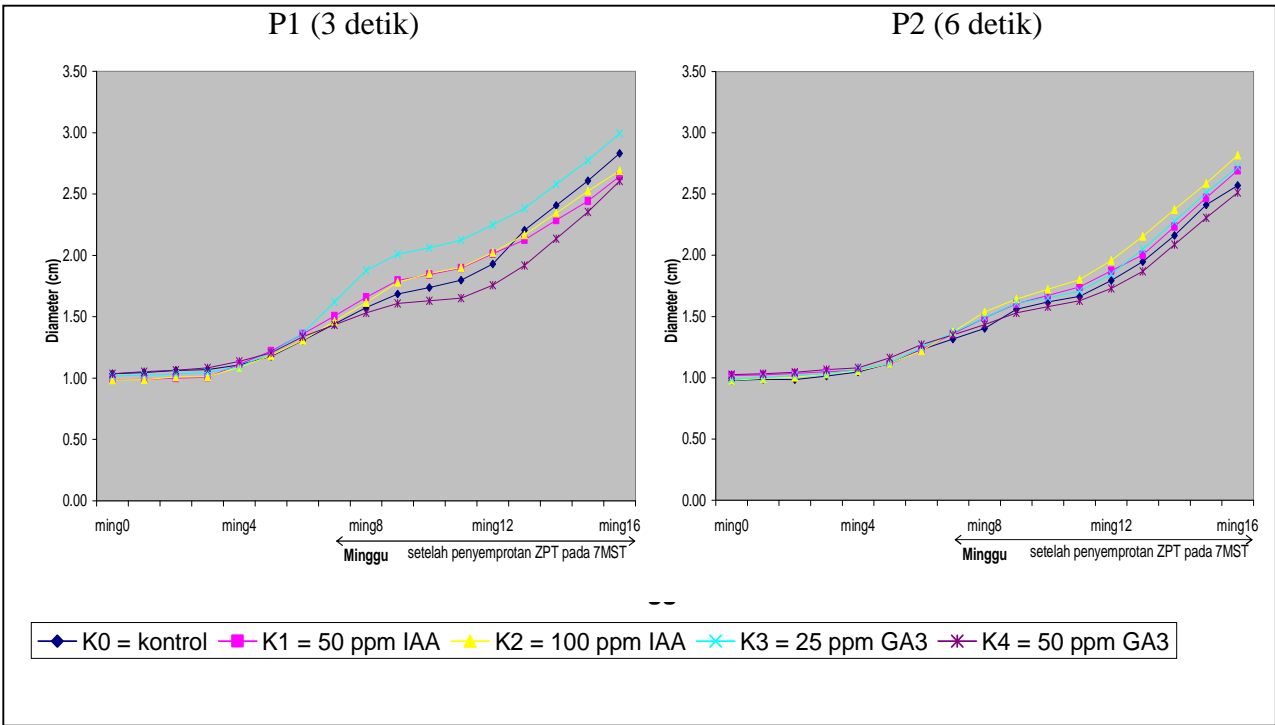 P1 (3 detik)
P2 (6 detik)
3.50
3.00
2.50
2.00
1.50
1.00
0.50
0.00
Diameter (cm)
ming0 ming4 ming8 ming12 ming16
Minggu setelah penyemprotan ZPT pada 7MST
3.50
3.00
2.50
2.00
1.50
1.00
0.50
0.00
Diameter (cm)
ming0 ming4 ming8 ming12 ming16
Minggu setelah penyemprotan ZPT pada 7MST
K0 = kontrol K1 = 50 ppm IAA K2 = 100 ppm IAA K3 = 25 ppm GA3 K4 = 50 ppm GA3